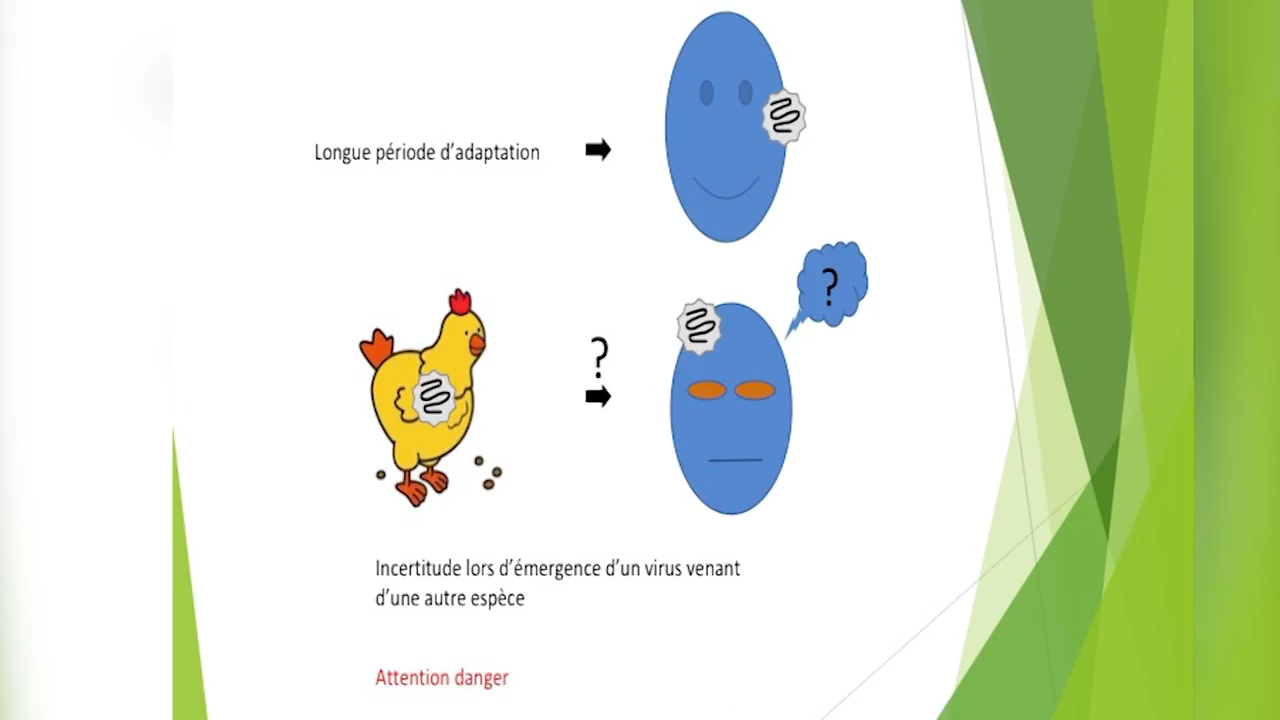 Longue période d’adaptation
?
?
Incertitude lors d’émergence d’un virus venant
d’une autre espèce
Attention danger